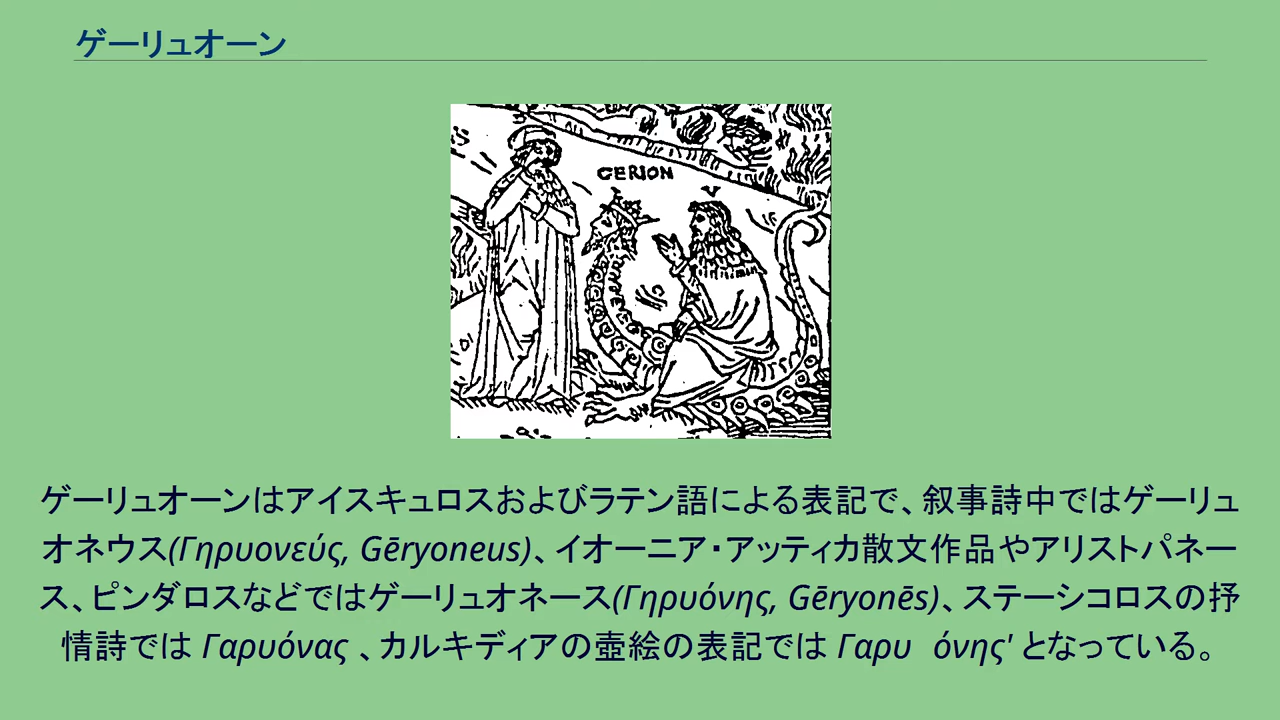 ゲーリュオーン
GERION
V
ゲーリュオーンはアイスキュロスおよびラテン語による表記で、叙事詩中ではゲーリュ
オネウス(Γηρυονεύς, Gēryoneus)、イオーニア・アッティカ散文作品やアリストパネー
ス、ピンダロスなどではゲーリュオネース(Γηρυόνης, Gēryonēs)、ステーシコロスの抒
情詩では Γαρυόνας 、カルキディアの壺絵の表記では Γαρυ όνης' となっている。